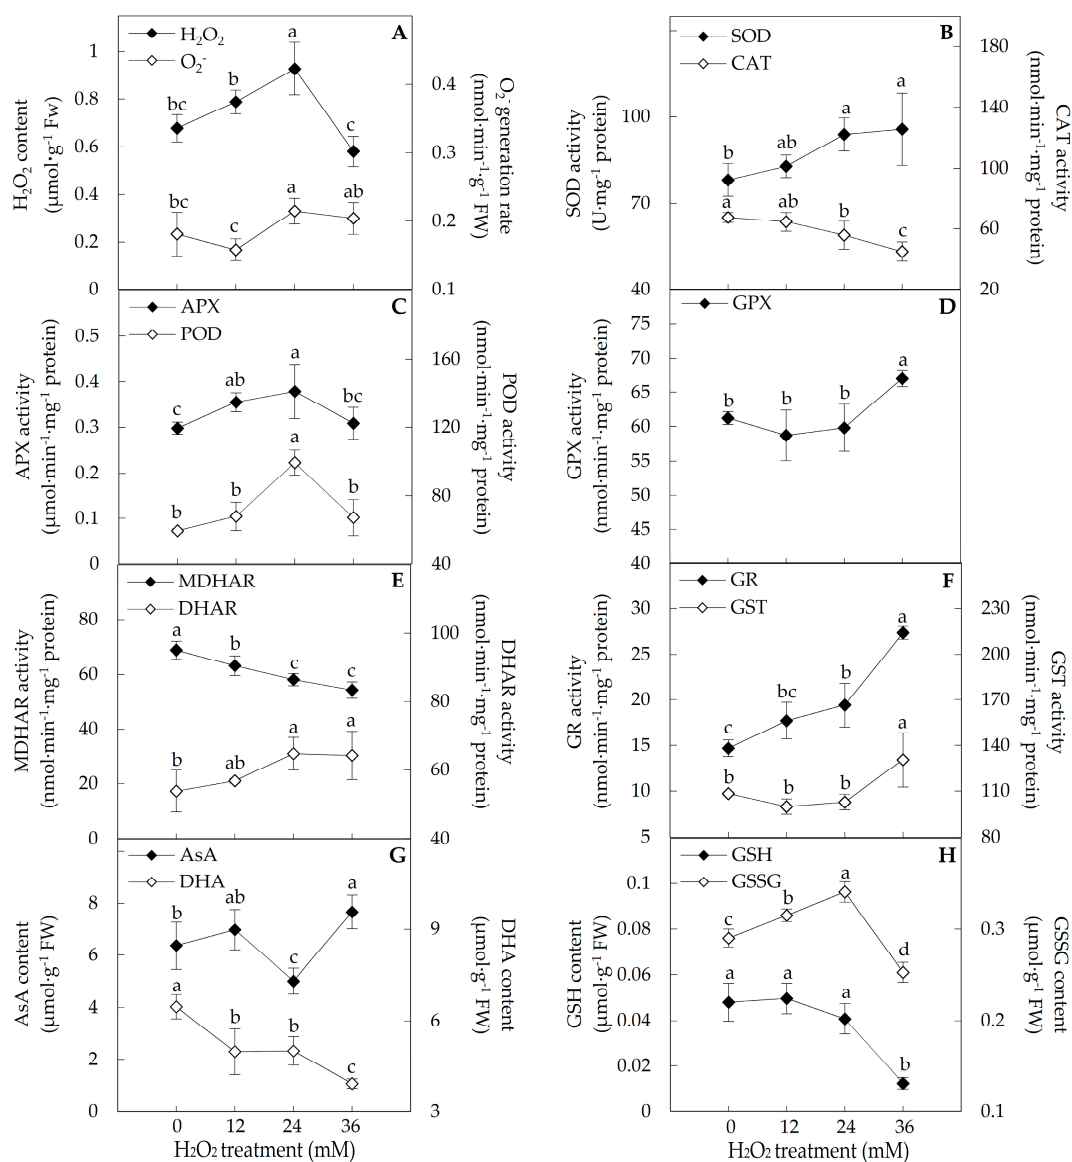 H₂O₂
O₂⁻
A
1
0.8
0.6
0.4
0.2
0
H₂O₂ content
(μmol·g⁻¹ Fw)
bc
b
a
c
bc
c
a
ab
0.4
0.3
0.2
0.1
O₂⁻ generation rate
(nmol·min⁻¹·g⁻¹ FW)
SOD
CAT
B
100
70
40
SOD activity
(U·mg⁻¹ protein)
b
ab
a
a
a
ab
b
c
180
140
100
60
20
CAT activity
(nmol·min⁻¹·mg⁻¹ protein)
APX
POD
C
0.5
0.4
0.3
0.2
0.1
0
APX activity
(μmol·min⁻¹·mg⁻¹ protein)
c
ab
a
bc
b
b
a
b
160
120
80
40
POD activity
(nmol·min⁻¹·mg⁻¹ protein)
GPX
D
75
70
65
60
55
50
45
40
GPX activity
(nmol·min⁻¹·mg⁻¹ protein)
b
b
b
a
MDHAR
DHAR
E
80
60
40
20
0
MDHAR activity
(nmol·min⁻¹·mg⁻¹ protein)
a
b
c
c
b
ab
a
a
100
80
60
40
DHAR activity
(nmol·min⁻¹·mg⁻¹ protein)
GR
GST
F
30
25
20
15
10
5
GR activity
(nmol·min⁻¹·mg⁻¹ protein)
c
bc
b
a
b
b
b
a
230
200
170
140
110
80
GST activity
(nmol·min⁻¹·mg⁻¹ protein)
AsA
DHA
G
8
6
4
2
0
AsA content
(μmol·g⁻¹ FW)
b
ab
c
a
a
b
b
c
9
6
3
DHA content
(μmol·g⁻¹ FW)
0
12
24
36
H₂O₂ treatment (mM)
GSH
GSSG
H
0.1
0.08
0.06
0.04
0.02
0
GSH content
(μmol·g⁻¹ FW)
c
b
a
d
a
a
a
b
0.3
0.2
0.1
GSSG content
(μmol·g⁻¹ FW)
0
12
24
36
H₂O₂ treatment (mM)